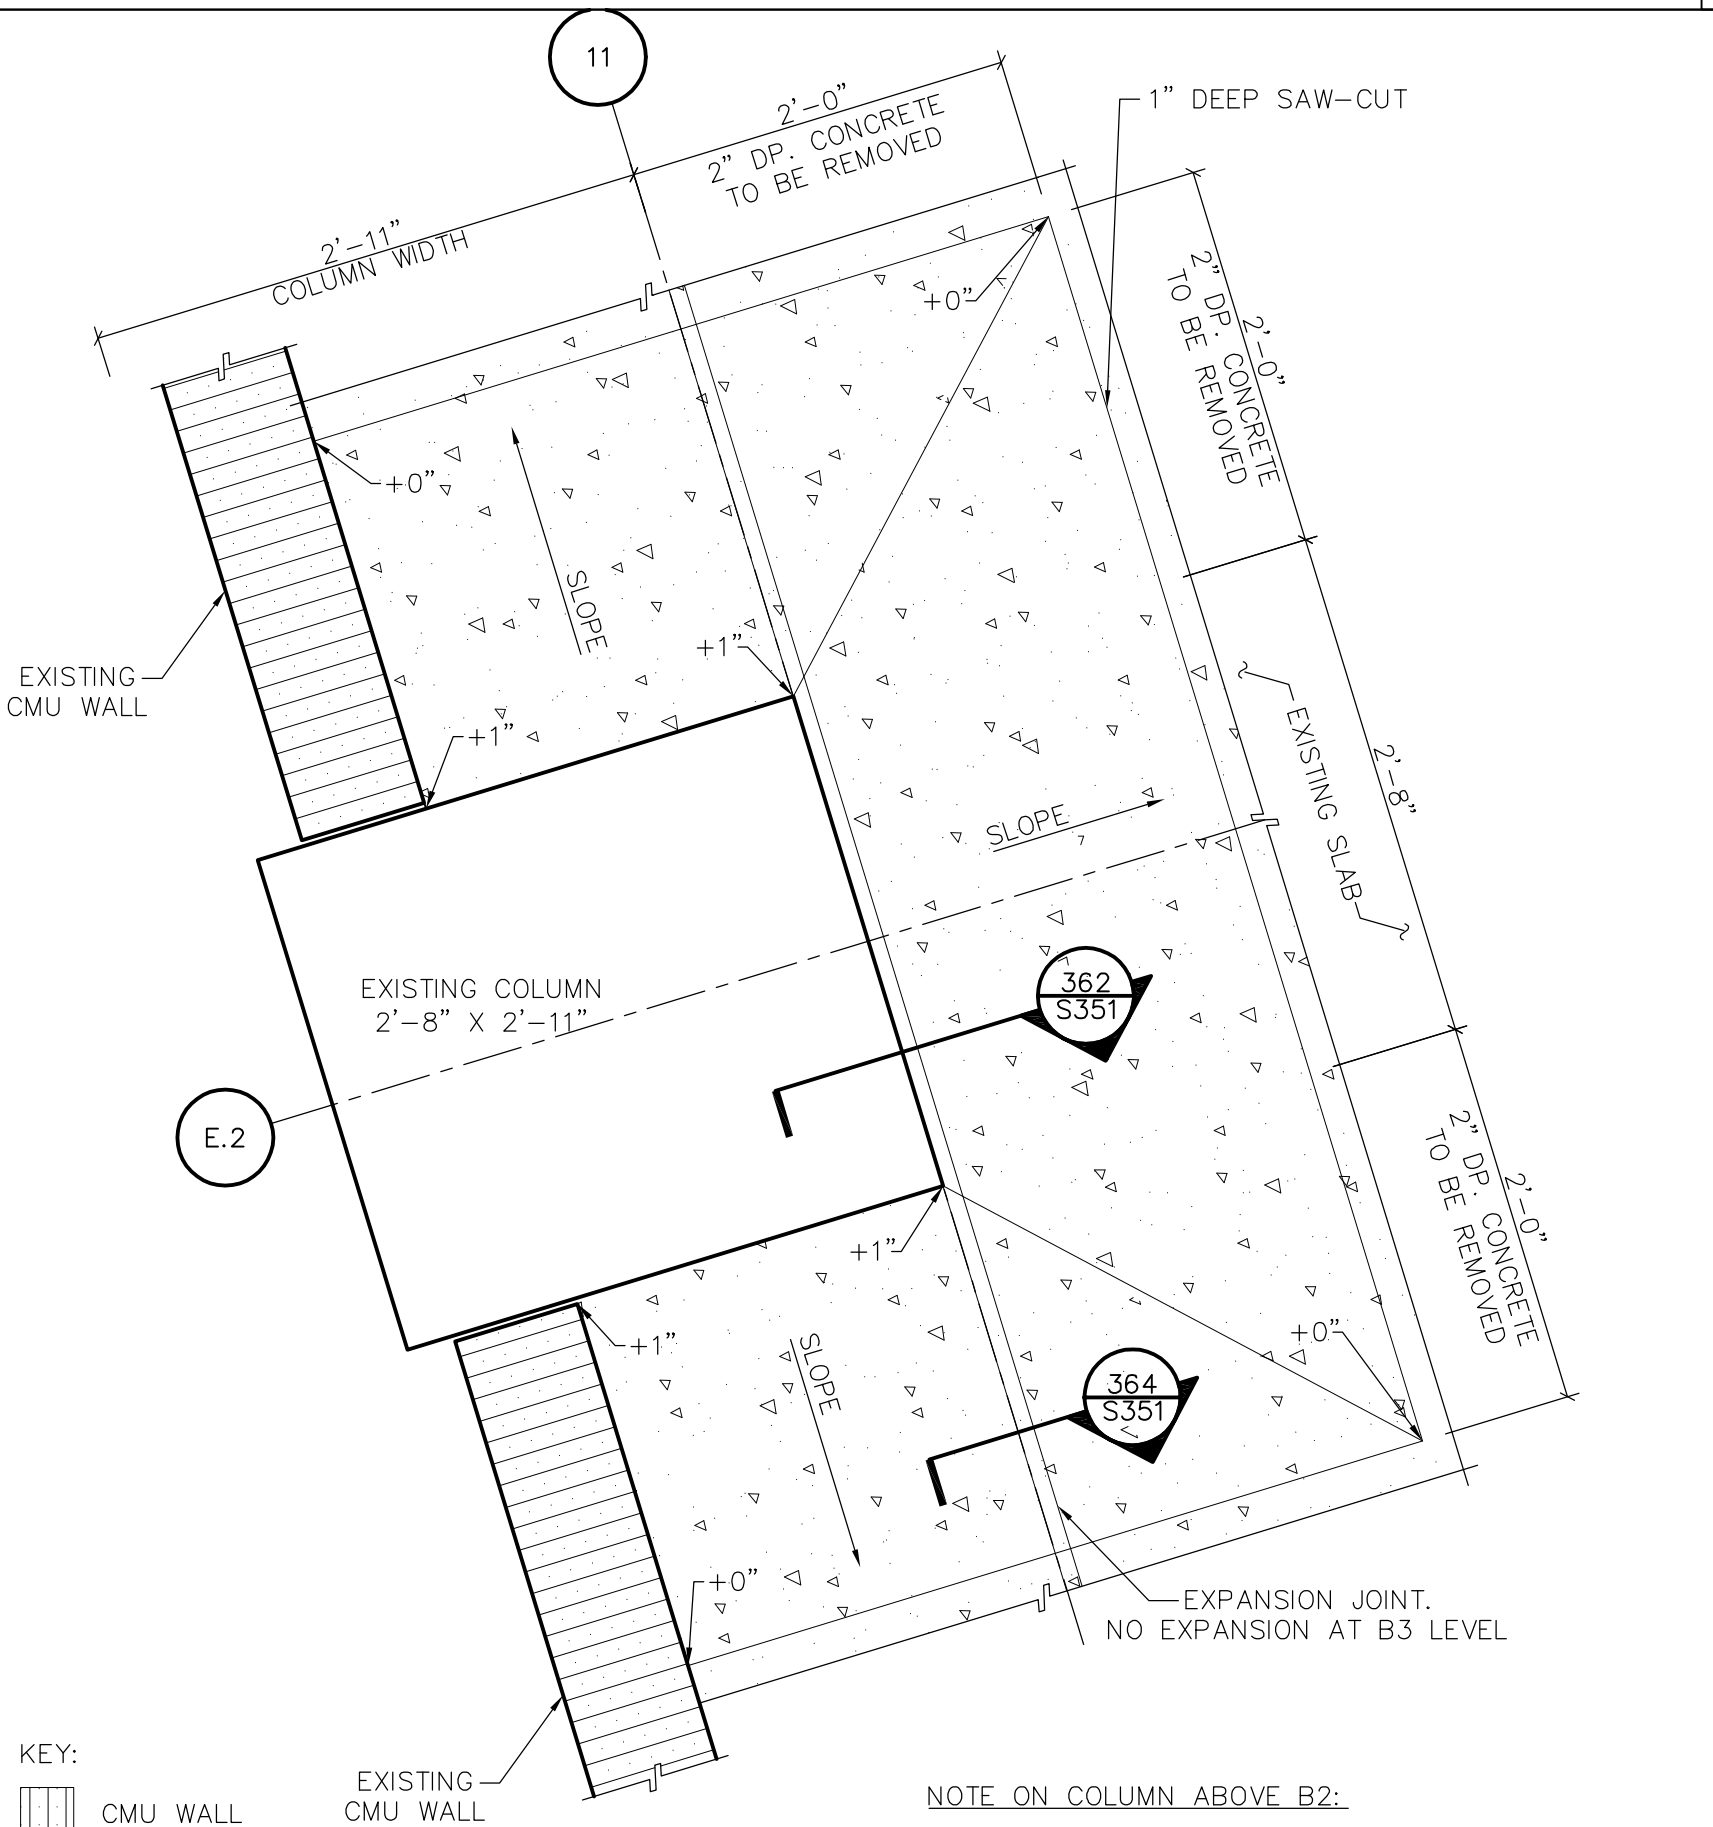 11
2'-0"
2" DP. CONCRETE
TO BE REMOVED
1" DEEP SAW-CUT
2'-11"
COLUMN WIDTH
+0"
2'-0"
2" DP. CONCRETE
TO BE REMOVED
+0"
SLOPE
+1"
EXISTING
CMU WALL
+1"
EXISTING SLAB
2'-8"
SLOPE
EXISTING COLUMN
2'-8" X 2'-11"
362
S351
E.2
+1"
2'-0"
2" DP. CONCRETE
TO BE REMOVED
+1"
SLOPE
+0"
364
S351
+0"
EXPANSION JOINT.
NO EXPANSION AT B3 LEVEL
KEY:
CMU WALL
EXISTING
CMU WALL
NOTE ON COLUMN ABOVE B2: